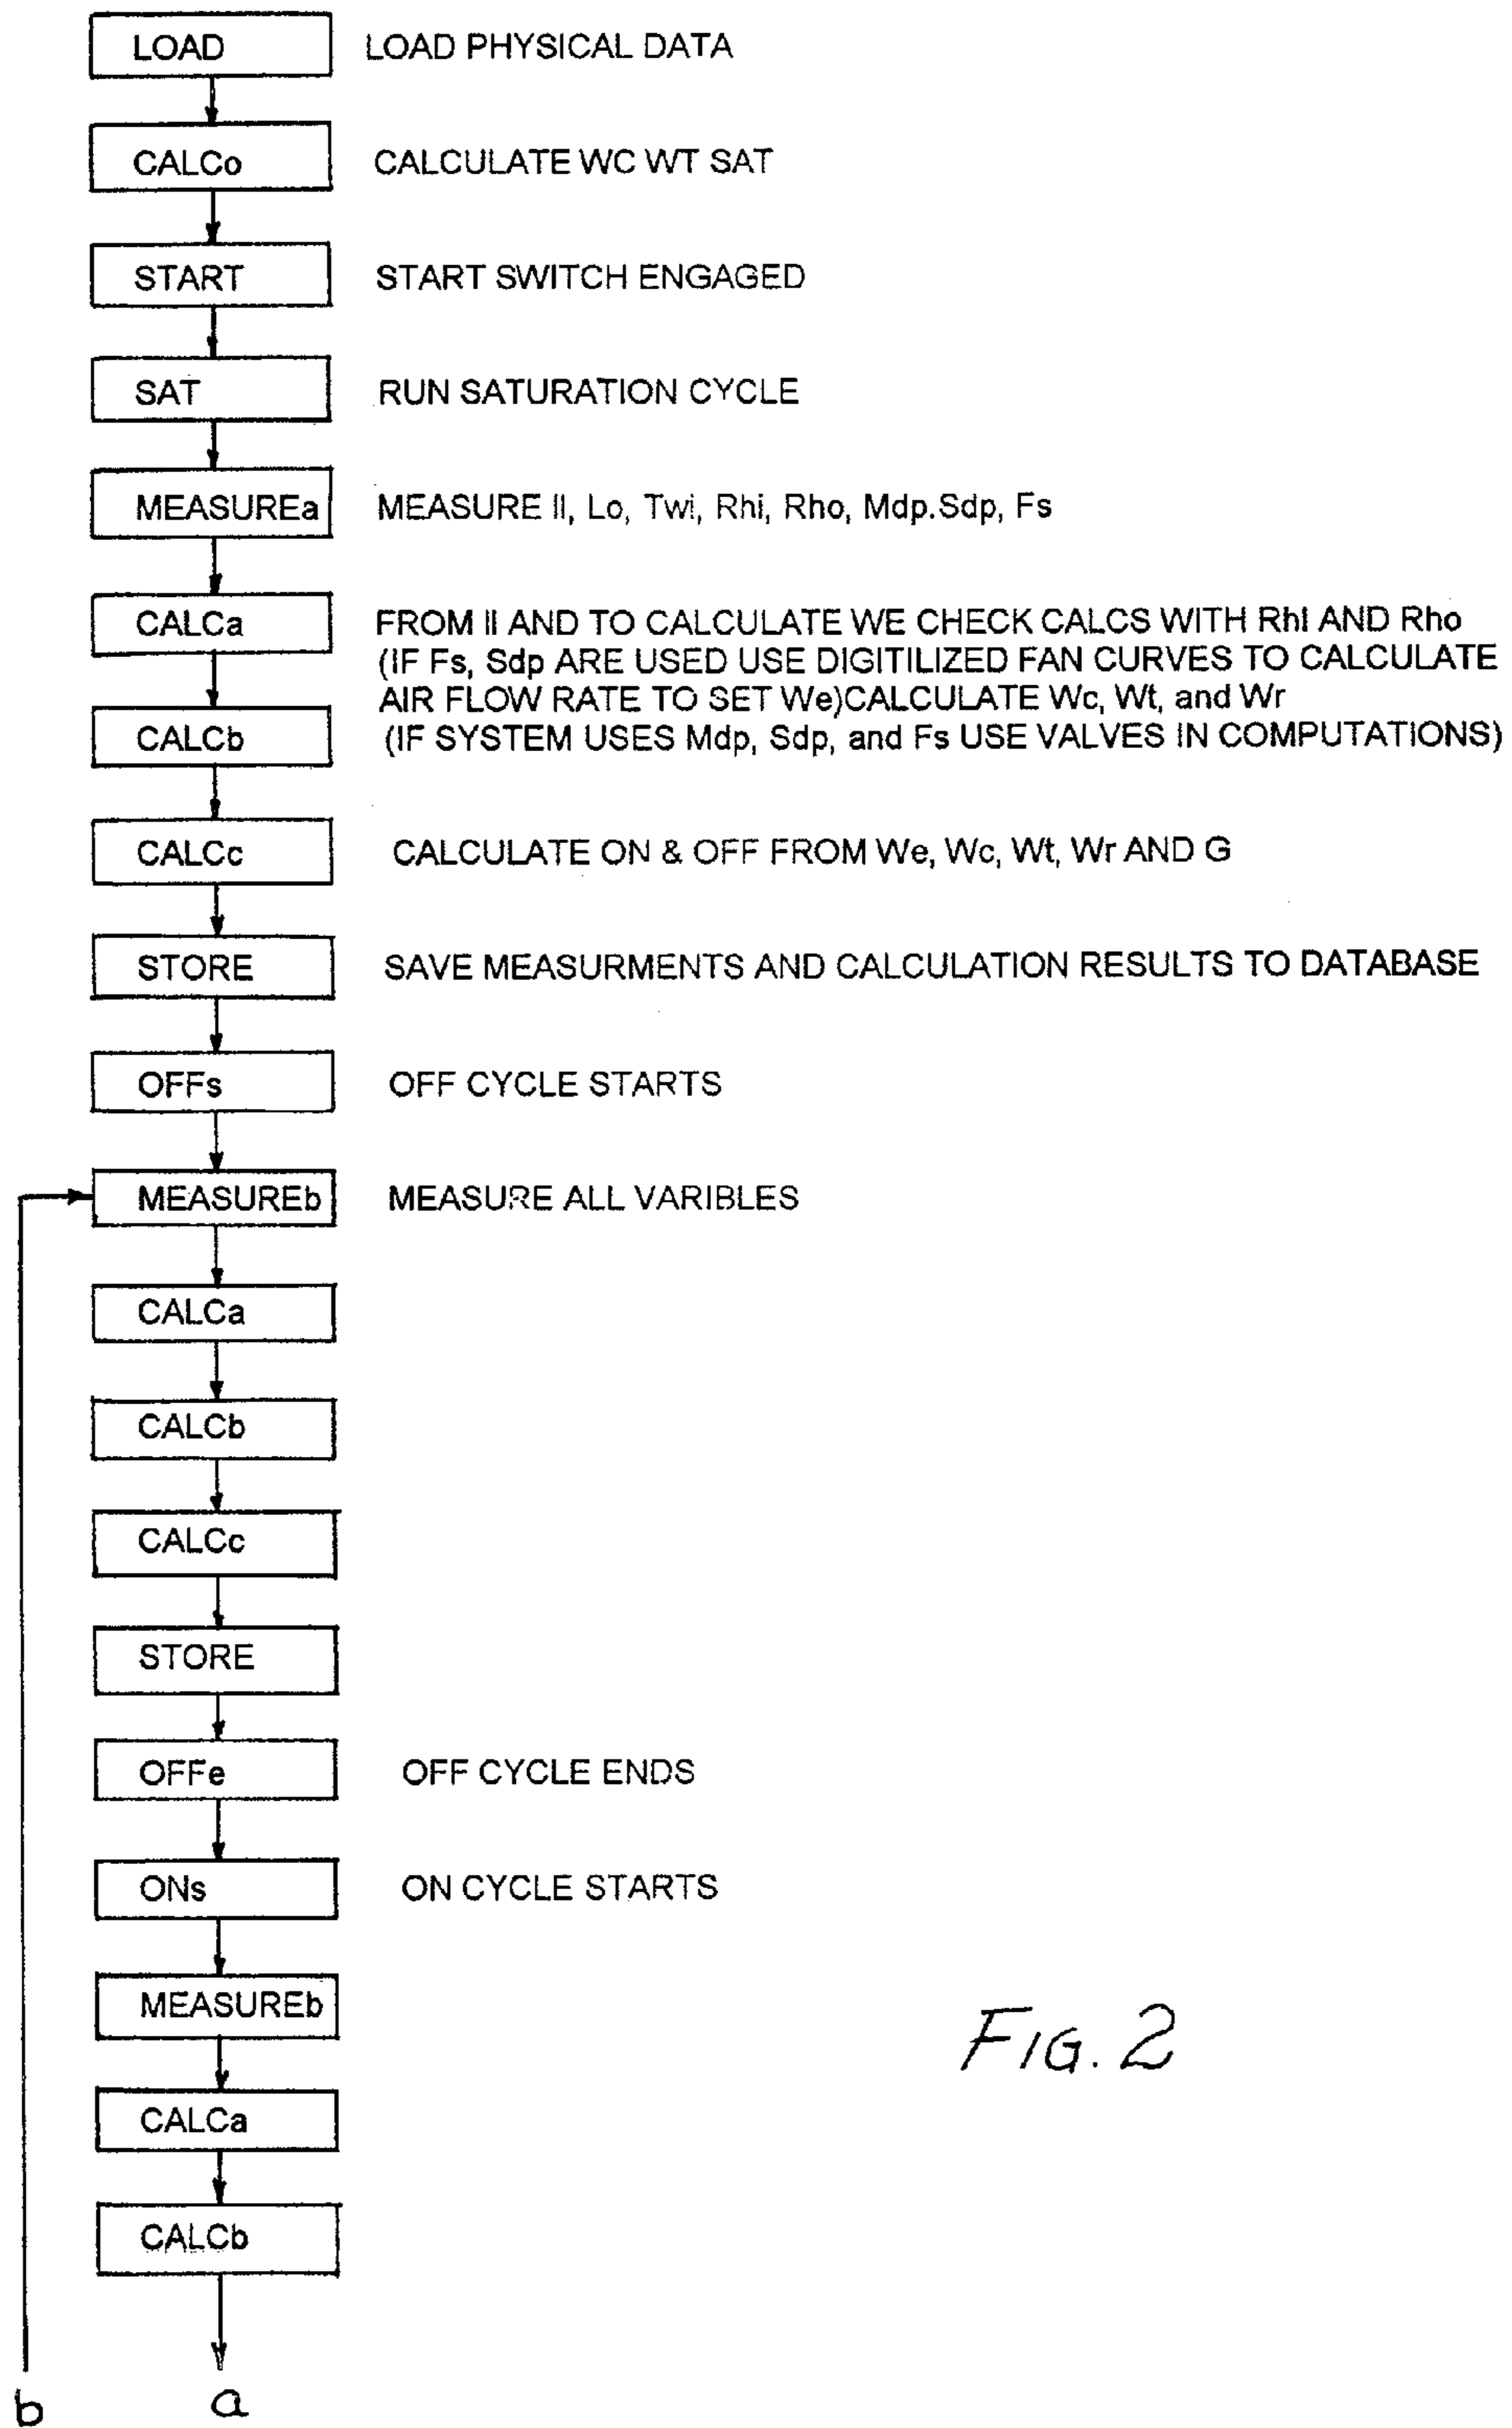 LOAD LOAD PHYSICAL DATA
CALCo CALCULATE WC WT SAT
START START SWITCH ENGAGED
SAT RUN SATURATION CYCLE
MEASUREa MEASURE II, Lo, Twi, Rhi, Rho, Mdp.Sdp, Fs
CALCa FROM II AND TO CALCULATE WE CHECK CALCS WITH RhI AND Rho
(IF Fs, Sdp ARE USED USE DIGITILIZED FAN CURVES TO CALCULATE
AIR FLOW RATE TO SET We)CALCULATE Wc, Wt, and Wr
CALCb (IF SYSTEM USES Mdp, Sdp, and Fs USE VALVES IN COMPUTATIONS)
CALCc CALCULATE ON & OFF FROM We, Wc, Wt, Wr AND G
STORE SAVE MEASURMENTS AND CALCULATION RESULTS TO DATABASE
OFFs OFF CYCLE STARTS
MEASUREb MEASURE ALL VARIBLES
CALCa
CALCb
CALCc
STORE
OFFe OFF CYCLE ENDS
ONs ON CYCLE STARTS
MEASUREb
FIG. 2
CALCa
CALCb
b a